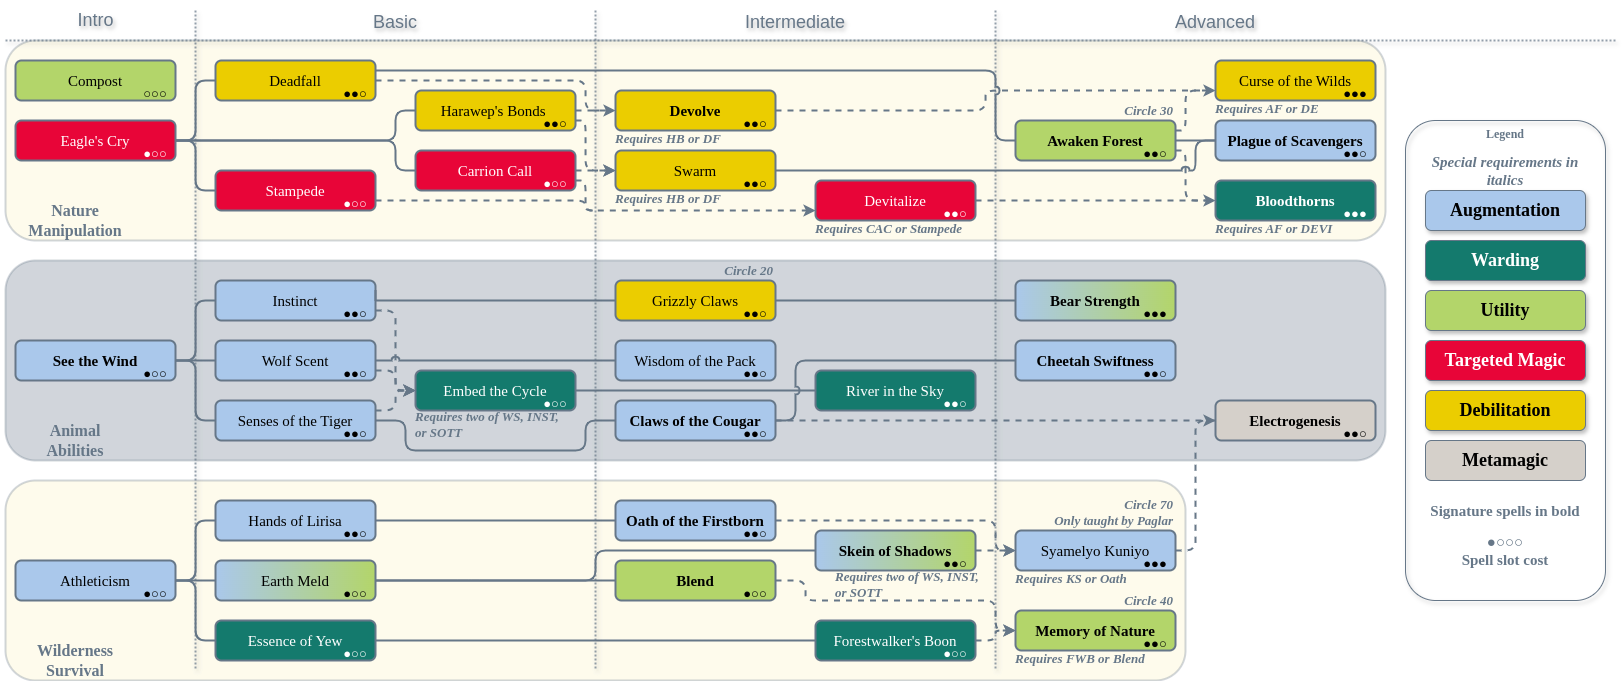 Intro
Basic
Intermediate
Advanced
Compost
Eagle's Cry
Nature
Manipulation
Deadfall
Stampede
Harawep's Bonds
Carrion Call
Devolve
Requires HB or DF
Swarm
Requires HB or DF
Devitalize
Requires CAC or Stampede
Circle 30
Awaken Forest
Curse of the Wilds
Requires AF or DE
Plague of Scavengers
Bloodthorns
Requires AF or DEVI
See the Wind
Animal
Abilities
Instinct
Wolf Scent
Senses of the Tiger
Embed the Cycle
Requires two of WS, INST,
or SOTT
Circle 20
Grizzly Claws
Wisdom of the Pack
Claws of the Cougar
River in the Sky
Bear Strength
Cheetah Swiftness
Electrogenesis
Athleticism
Wilderness
Survival
Hands of Lirisa
Earth Meld
Essence of Yew
Oath of the Firstborn
Blend
Skein of Shadows
Requires two of WS, INST,
or SOTT
Forestwalker's Boon
Circle 70
Only taught by Paglar
Syamelyo Kuniyo
Requires KS or Oath
Circle 40
Memory of Nature
Requires FWB or Blend
Legend
Special requirements in
italics
Augmentation
Warding
Utility
Targeted Magic
Debilitation
Metamagic
Signature spells in bold
Spell slot cost